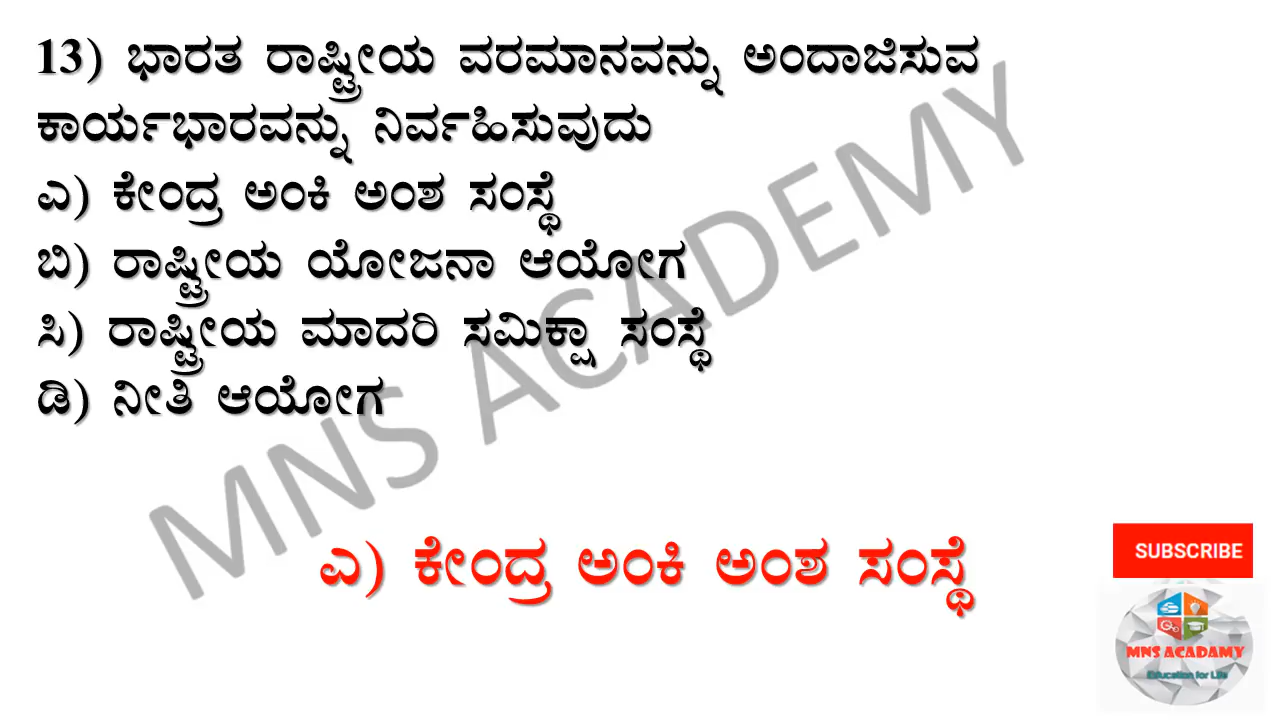 13) ಭಾರತ ರಾಷ್ಟ್ರೀಯ ವರಮಾನವನ್ನು ಅಂದಾಜಿಸುವ
ಕಾರ್ಯಭಾರವನ್ನು ನಿರ್ವಹಿಸುವುದು
ಎ) ಕೇಂದ್ರ ಅಂಕಿ ಅಂಶ ಸಂಸ್ಥೆ
ಬಿ) ರಾಷ್ಟ್ರೀಯ ಯೋಜನಾ ಆಯೋಗ
ಸಿ) ರಾಷ್ಟ್ರೀಯ ಮಾದರಿ ಸಮಿಕ್ಷಾ ಸಂಸ್ಥೆ
ಡಿ) ನೀತಿ ಆಯೋಗ
MNS ACADEMY
ಎ) ಕೇಂದ್ರ ಅಂಕಿ ಅಂಶ ಸಂಸ್ಥೆ
SUBSCRIBE
MNS ACADAMY
Education for Life